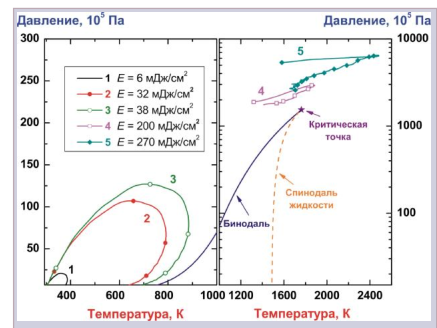 Давление, 10⁵ Па
Давление, 10⁵ Па
300
250
200
150
100
50
1 E = 6 мДж/см²
2 E = 32 мДж/см²
3 E = 38 мДж/см²
4 E = 200 мДж/см²
5 E = 270 мДж/см²
3
2
1
400 600 800 1000
Температура, К
5
4
Критическая
точка
Спинодаль
жидкости
Бинодаль
10000
1000
100
1200 1600 2000 2400
Температура, К